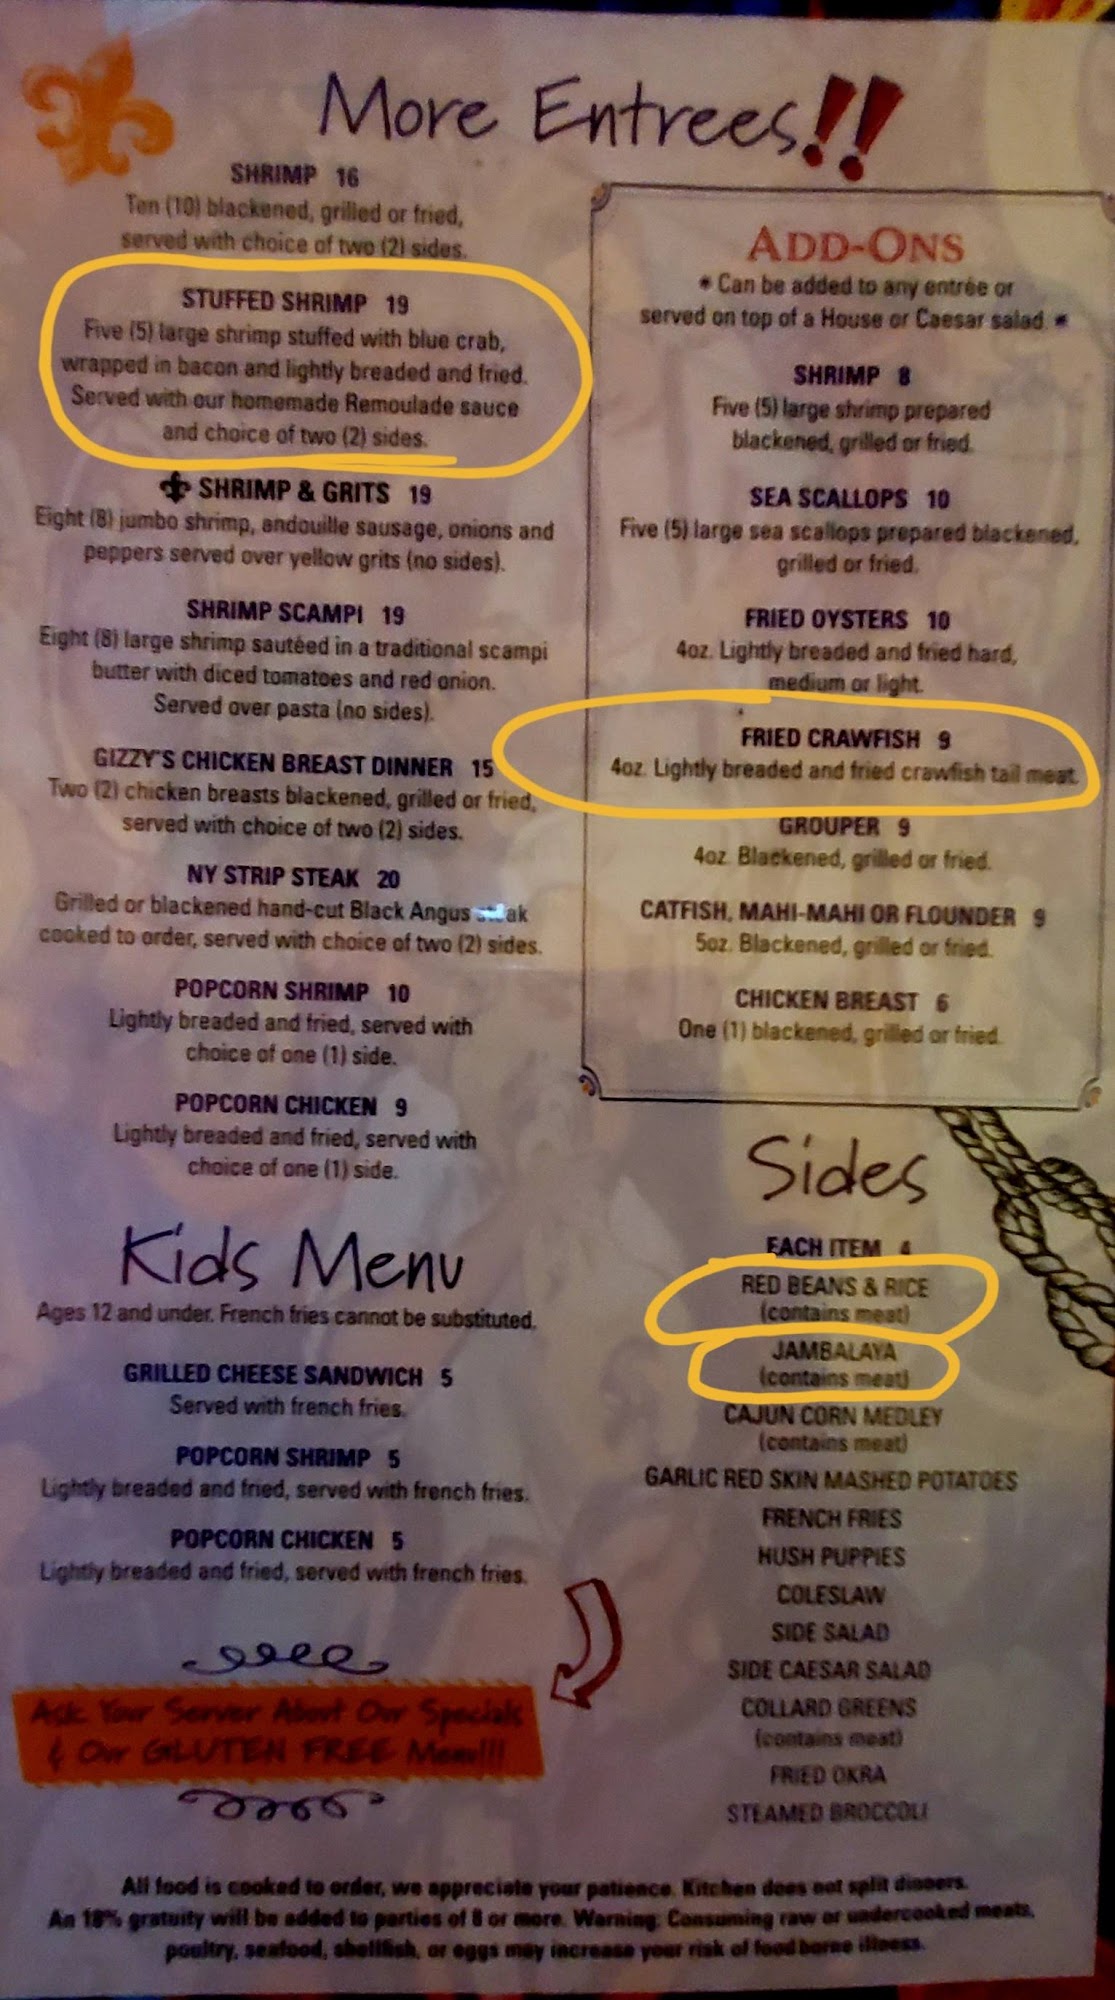 More Entrees!!
SHRIMP 16
Ten (10) blackened, grilled or fried,
served with choice of two (2) sides.
STUFFED SHRIMP 19
Five (5) large shrimp stuffed with blue crab,
wrapped in bacon and lightly breaded and fried.
Served with our homemade Remoulade sauce
and choice of two (2) sides.
SHRIMP & GRITS 19
Eight (8) jumbo shrimp, andouille sausage, onions and
peppers served over yellow grits (no sides).
SHRIMP SCAMPI 19
Eight (8) large shrimp sautéed in a traditional scampi
butter with diced tomatoes and red onion.
Served over pasta (no sides).
GIZZY'S CHICKEN BREAST DINNER 15
Two (2) chicken breasts blackened, grilled or fried,
served with choice of two (2) sides.
NY STRIP STEAK 20
Grilled or blackened hand-cut Black Angus steak
cooked to order, served with choice of two (2) sides.
POPCORN SHRIMP 10
Lightly breaded and fried, served with
choice of one (1) side.
POPCORN CHICKEN 9
Lightly breaded and fried, served with
choice of one (1) side.
Kids Menu
Ages 12 and under. French fries cannot be substituted.
GRILLED CHEESE SANDWICH 5
Served with french fries.
POPCORN SHRIMP 5
Lightly breaded and fried, served with french fries.
POPCORN CHICKEN 5
Lightly breaded and fried, served with french fries.
Ask Your Server About Our Specials
& Our GLUTEN FREE Menu!!!
ADD-ONS
* Can be added to any entrée or
served on top of a House or Caesar salad. *
SHRIMP 8
Five (5) large shrimp prepared
blackened, grilled or fried.
SEA SCALLOPS 10
Five (5) large sea scallops prepared blackened,
grilled or fried.
FRIED OYSTERS 10
4oz. Lightly breaded and fried hard,
medium or light.
FRIED CRAWFISH 9
4oz. Lightly breaded and fried crawfish tail meat.
GROUPER 9
4oz. Blackened, grilled or fried.
CATFISH, MAHI-MAHI OR FLOUNDER 9
5oz. Blackened, grilled or fried.
CHICKEN BREAST 6
One (1) blackened, grilled or fried.
Sides
EACH ITEM 4
RED BEANS & RICE
(contains meat)
JAMBALAYA
(contains meat)
CAJUN CORN MEDLEY
(contains meat)
GARLIC RED SKIN MASHED POTATOES
FRENCH FRIES
HUSH PUPPIES
COLESLAW
SIDE SALAD
SIDE CAESAR SALAD
COLLARD GREENS
(contains meat)
FRIED OKRA
STEAMED BROCCOLI
All food is cooked to order, we appreciate your patience. Kitchen does not split dinners.
An 18% gratuity will be added to parties of 8 or more. Warning: Consuming raw or undercooked meats,
poultry, seafood, shellfish, or eggs may increase your risk of food borne illness.